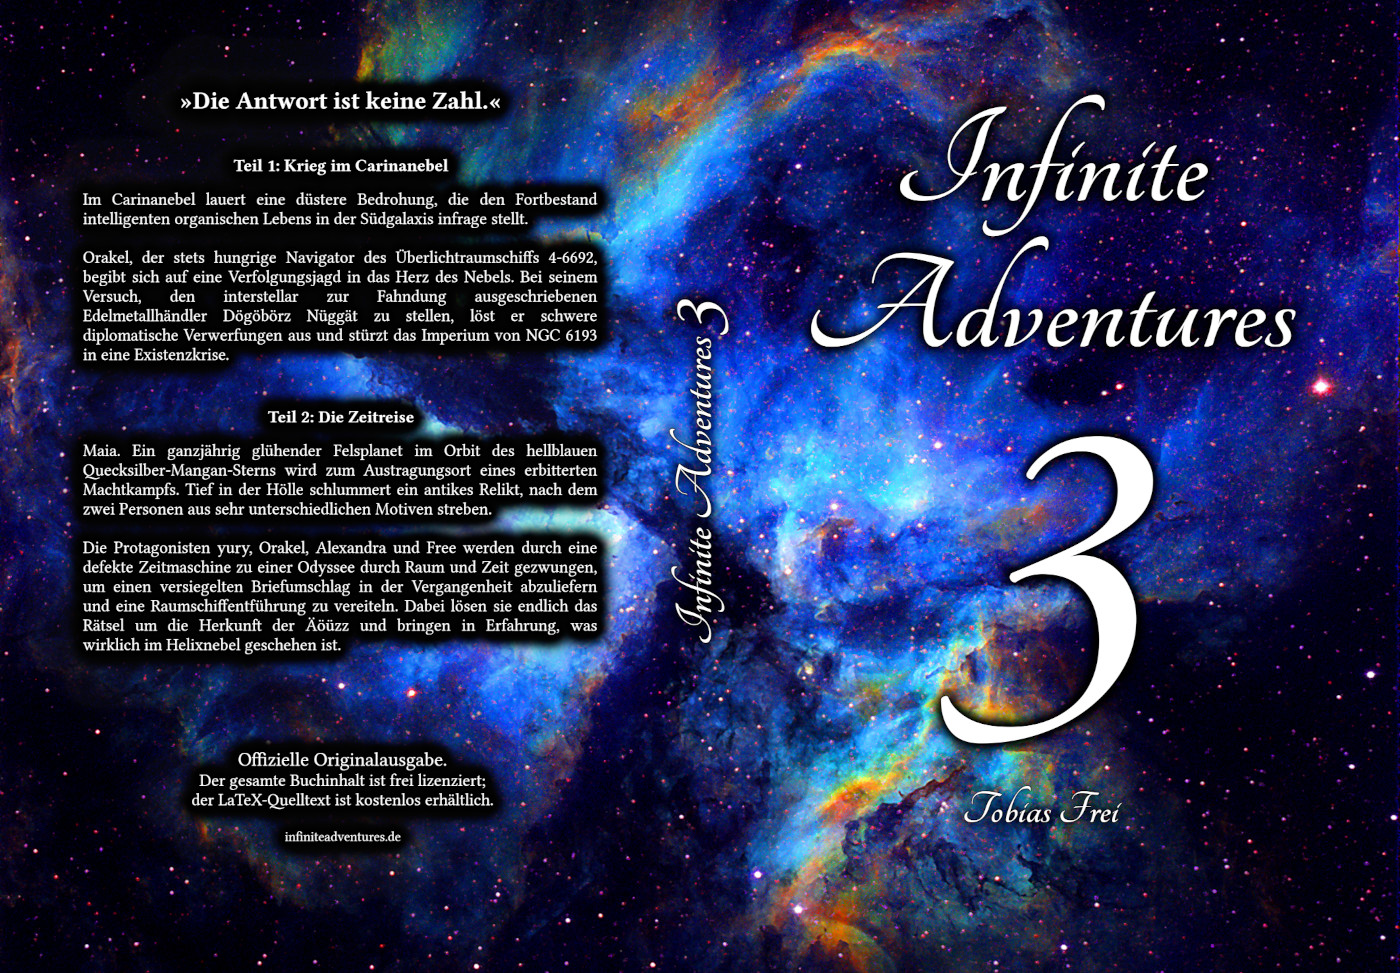 »Die Antwort ist keine Zahl.«
Teil 1: Krieg im Carinanebel
Im Carinanebel lauert eine düstere Bedrohung, die den Fortbestand
intelligenten organischen Lebens in der Südgalaxis infrage stellt.
Orakel, der stets hungrige Navigator des Überlichtraumschiffs 4-6692,
begibt sich auf eine Verfolgungsjagd in das Herz des Nebels. Bei seinem
Versuch, den interstellar zur Fahndung ausgeschriebenen
Edelmetallhändler Dögöbörz Nüggät zu stellen, löst er schwere
diplomatische Verwerfungen aus und stürzt das Imperium von NGC 6193
in eine Existenzkrise.
Teil 2: Die Zeitreise
Maia. Ein ganzjährig glühender Felsplanet im Orbit des hellblauen
Quecksilber-Mangan-Sterns wird zum Austragungsort eines erbitterten
Machtkampfs. Tief in der Hölle schlummert ein antikes Relikt, nach dem
zwei Personen aus sehr unterschiedlichen Motiven streben.
Die Protagonisten yury, Orakel, Alexandra und Free werden durch eine
defekte Zeitmaschine zu einer Odyssee durch Raum und Zeit gezwungen,
um einen versiegelten Briefumschlag in der Vergangenheit abzuliefern
und eine Raumschiffentführung zu vereiteln. Dabei lösen sie endlich das
Rätsel um die Herkunft der Äöüzz und bringen in Erfahrung, was
wirklich im Helixnebel geschehen ist.
Offizielle Originalausgabe.
Der gesamte Buchinhalt ist frei lizenziert;
der LaTeX-Quelltext ist kostenlos erhältlich.
infiniteadventures.de
Infinite Adventures 3
Infinite
Adventures
3
Tobias Frei